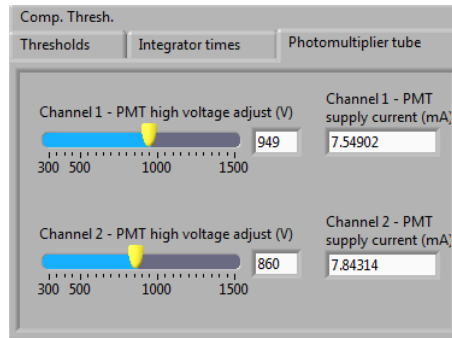 Comp. Thresh.
Thresholds Integrator times Photomultiplier tube
Channel 1 - PMT high voltage adjust (V)
949
300 500 1000 1500
Channel 1 - PMT
supply current (mA)
7.54902
Channel 2 - PMT high voltage adjust (V)
860
300 500 1000 1500
Channel 2 - PMT
supply current (mA)
7.84314